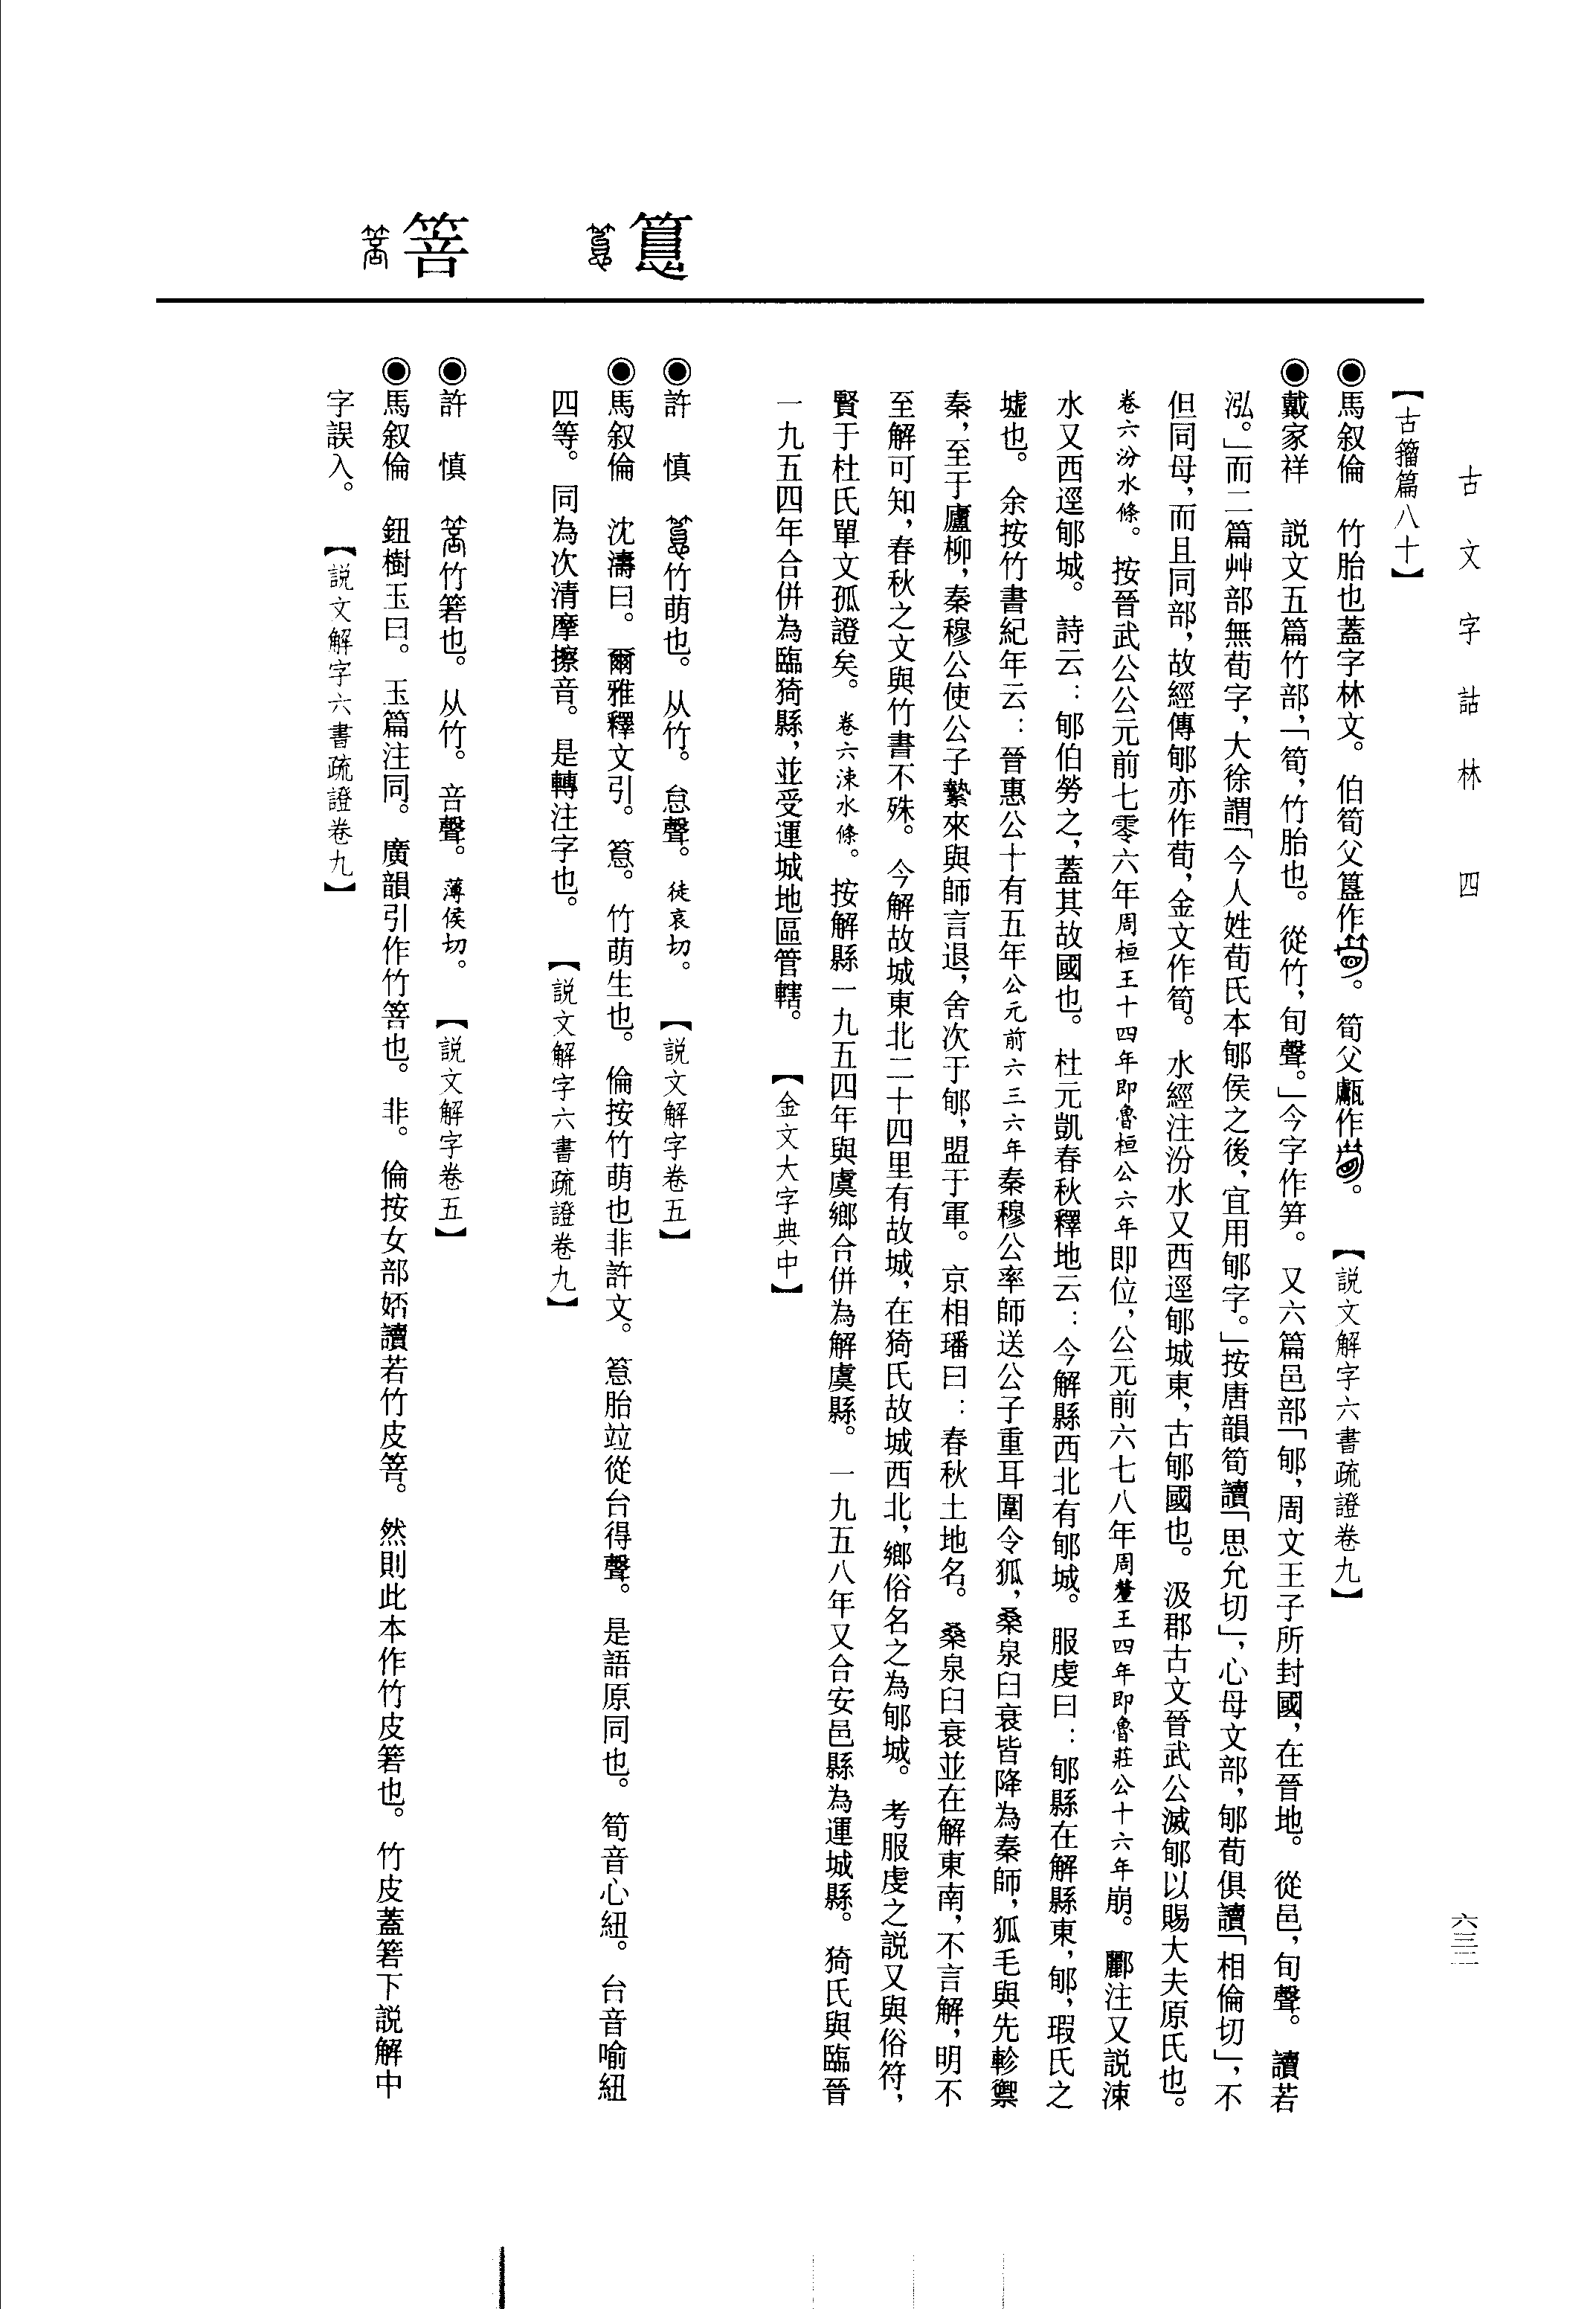 古文字詁林 四
六三二
【古籀篇八十】
◉馬叙倫　竹胎也蓋字林文。伯筍父簋作。筍父甗作。【説文解字六書疏證卷九】
◉戴家祥　説文五篇竹部,「筍,竹胎也。從竹,旬聲。」今字作笋。又六篇邑部「郇,周文王子所封國,在晉地。從邑,旬聲。讀若
泓。」而二篇艸部無荀字,大徐謂「今人姓荀氏本郇侯之後,宜用郇字。」按唐韻筍讀「思允切」,心母文部,郇荀俱讀「相倫切」,不
但同母,而且同部,故經傳郇亦作荀,金文作筍。水經注汾水又西逕郇城東,古郇國也。汲郡古文晉武公滅郇以賜大夫原氏也。
卷六汾水條。按晉武公公元前七零六年周桓王十四年即魯桓公六年即位,公元前六七八年周釐王四年即魯莊公十六年崩。酈注又説涑
水又西逕郇城。詩云:郇伯勞之,蓋其故國也。杜元凱春秋釋地云:今解縣西北有郇城。服虔曰:郇縣在解縣東,郇,瑕氏之
墟也。余按竹書紀年云:晉惠公十有五年公元前六三六年秦穆公率師送公子重耳圍令狐,桑泉臼衰皆降為秦師,狐毛與先軫禦
秦,至于廬柳,秦穆公使公子縶來與師言退,舍次于郇,盟于軍。京相璠曰:春秋土地名。桑泉臼衰並在解東南,不言解,明不
至解可知,春秋之文與竹書不殊。今解故城東北二十四里有故城,在猗氏故城西北,鄉俗名之為郇城。考服虔之説又與俗符,
賢于杜氏單文孤證矣。卷六涑水條。按解縣一九五四年與虞鄉合併為解虞縣。一九五八年又合安邑縣為運城縣。猗氏與臨晉
一九五四年合併為臨猗縣,並受運城地區管轄。【金文大字典中】
䈚
◉許　慎　竹萌也。从竹。怠聲。徒哀切。【説文解字卷五】
◉馬叙倫　沈濤曰。爾雅釋文引。䈚。竹萌生也。倫按竹萌也非許文。䈚胎竝從台得聲。是語原同也。筍音心紐。台音喻紐
四等。同為次清摩擦音。是轉注字也。【説文解字六書疏證卷九】
箁
◉許　慎　竹箬也。从竹。咅聲。薄侯切。【説文解字卷五】
◉馬叙倫　鈕樹玉曰。玉篇注同。廣韻引作竹箁也。非。倫按女部婄讀若竹皮箁。然則此本作竹皮箬也。竹皮蓋箬下説解中
字誤入。【説文解字六書疏證卷九】